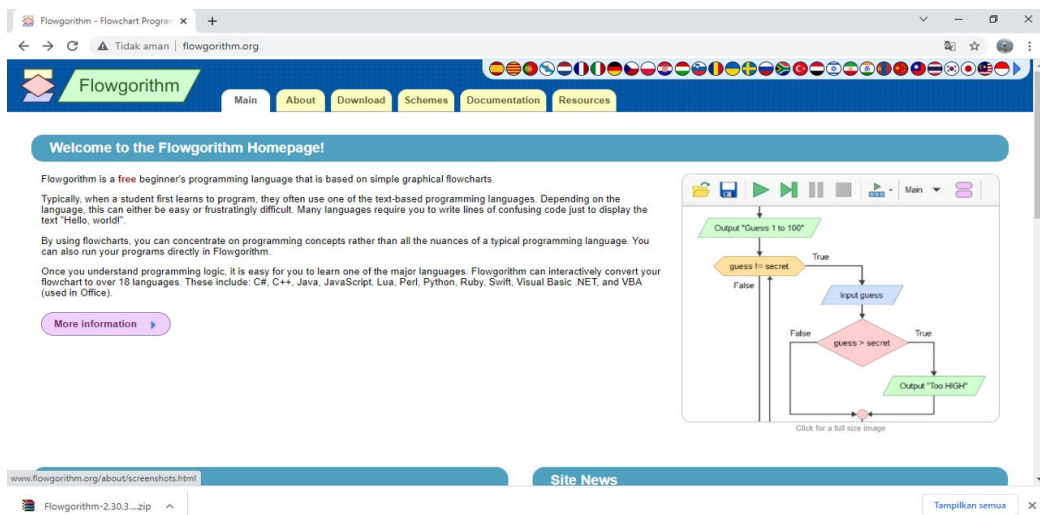 Flowgorithm - Flowchart Progran
Tidak aman | flowgorithm.org
Flowgorithm
Main About Download Schemes Documentation Resources
Welcome to the Flowgorithm Homepage!
Flowgorithm is a free beginner's programming language that is based on simple graphical flowcharts.
Typically, when a student first learns to program, they often use one of the text-based programming languages. Depending on the
language, this can either be easy or frustratingly difficult. Many languages require you to write lines of confusing code just to display the
text "Hello, world!".
By using flowcharts, you can concentrate on programming concepts rather than all the nuances of a typical programming language. You
can also run your programs directly in Flowgorithm.
Once you understand programming logic, it is easy for you to learn one of the major languages. Flowgorithm can interactively convert your
flowchart to over 18 languages. These include: C#, C++, Java, JavaScript, Lua, Perl, Python, Ruby, Swift, Visual Basic .NET, and VBA
(used in Office).
More information
Main
Output "Guess 1 to 100"
guess != secret
True
False
Input guess
False
guess > secret
True
Output "Too HIGH"
Click for a full size image
Site News
www.flowgorithm.org/about/screenshots.html
Flowgorithm-2.30.3....zip
Tampilkan semua